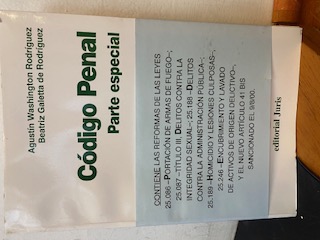 Agustín Washington Rodríguez
Beatriz Galeta de Rodríguez
Código Penal
Parte especial
CONTIENE LAS REFORMAS DE LAS LEYES
25.086 –PORTACIÓN DE ARMAS DE FUEGO–;
25.087 –TÍTULO III, DELITOS CONTRA LA
INTEGRIDAD SEXUAL–; 25.188 –DELITOS
CONTRA LA ADMINISTRACIÓN PÚBLICA–;
25.189 –HOMICIDIO Y LESIONES CULPOSAS–,
25.246 –ENCUBRIMIENTO Y LAVADO
DE ACTIVOS DE ORIGEN DELICTIVO–,
Y EL NUEVO ARTÍCULO 41 BIS
SANCIONADO EL 9/8/00.
editorial Juris